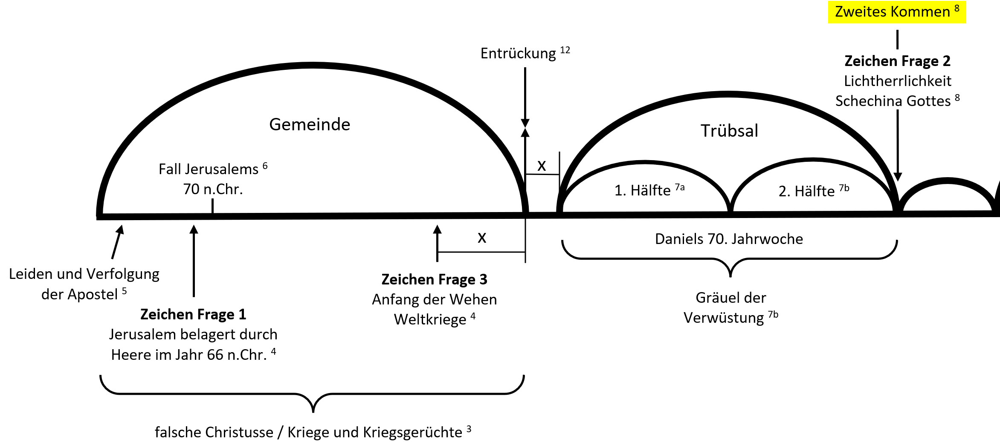 Zweites Kommen ⁸
Entrückung ¹²
Zeichen Frage 2
Lichtherrlichkeit
Schechina Gottes ⁸
Gemeinde
Trübsal
Fall Jerusalems ⁶
70 n.Chr.
x
1. Hälfte ⁷ᵃ
2. Hälfte ⁷ᵇ
x
Daniels 70. Jahrwoche
Leiden und Verfolgung
der Apostel ⁵
Zeichen Frage 3
Anfang der Wehen
Weltkriege ⁴
Gräuel der
Verwüstung ⁷ᵇ
Zeichen Frage 1
Jerusalem belagert durch
Heere im Jahr 66 n.Chr. ⁴
falsche Christusse / Kriege und Kriegsgerüchte ³